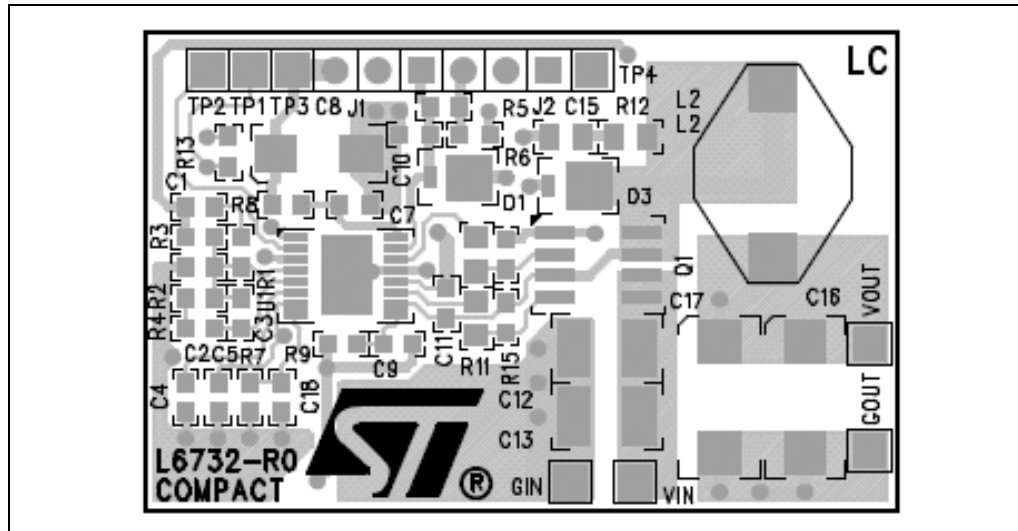 LC
TP4
TP2 TP1 TP3 C8 J1 R5 J2 C15 R12
L2
L2
R13
C10
R6
D1
D3
C1
R8
C7
R3
Q1
R2
U1
R1
R4
C3
C17
C16
VOUT
C2 C5 R7 R9
C9
C11
R11
R15
C4
C18
C12
C13
GOUT
L6732-R0
COMPACT
ST
®
GIN
VIN